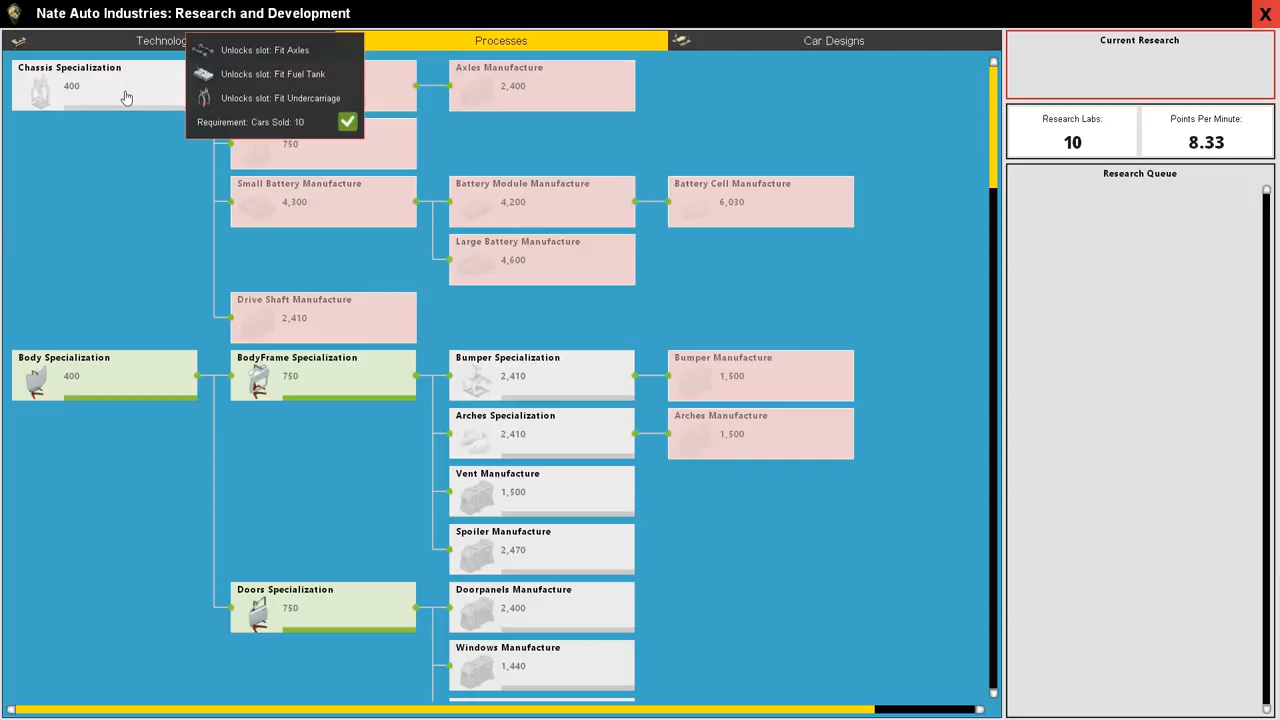 Nate Auto Industries: Research and Development
X
Technolog
Processes
Car Designs
Unlocks slot: Fit Axles
Unlocks slot: Fit Fuel Tank
Unlocks slot: Fit Undercarriage
Requirement: Cars Sold: 10
Chassis Specialization
400
Axles Manufacture
2,400
750
Small Battery Manufacture
4,300
Battery Module Manufacture
4,200
Battery Cell Manufacture
6,030
Large Battery Manufacture
4,600
Drive Shaft Manufacture
2,410
Body Specialization
400
BodyFrame Specialization
750
Bumper Specialization
2,410
Bumper Manufacture
1,500
Arches Specialization
2,410
Arches Manufacture
1,500
Vent Manufacture
1,500
Spoiler Manufacture
2,470
Doors Specialization
750
Doorpanels Manufacture
2,400
Windows Manufacture
1,440
Current Research
Research Labs:
10
Points Per Minute:
8.33
Research Queue